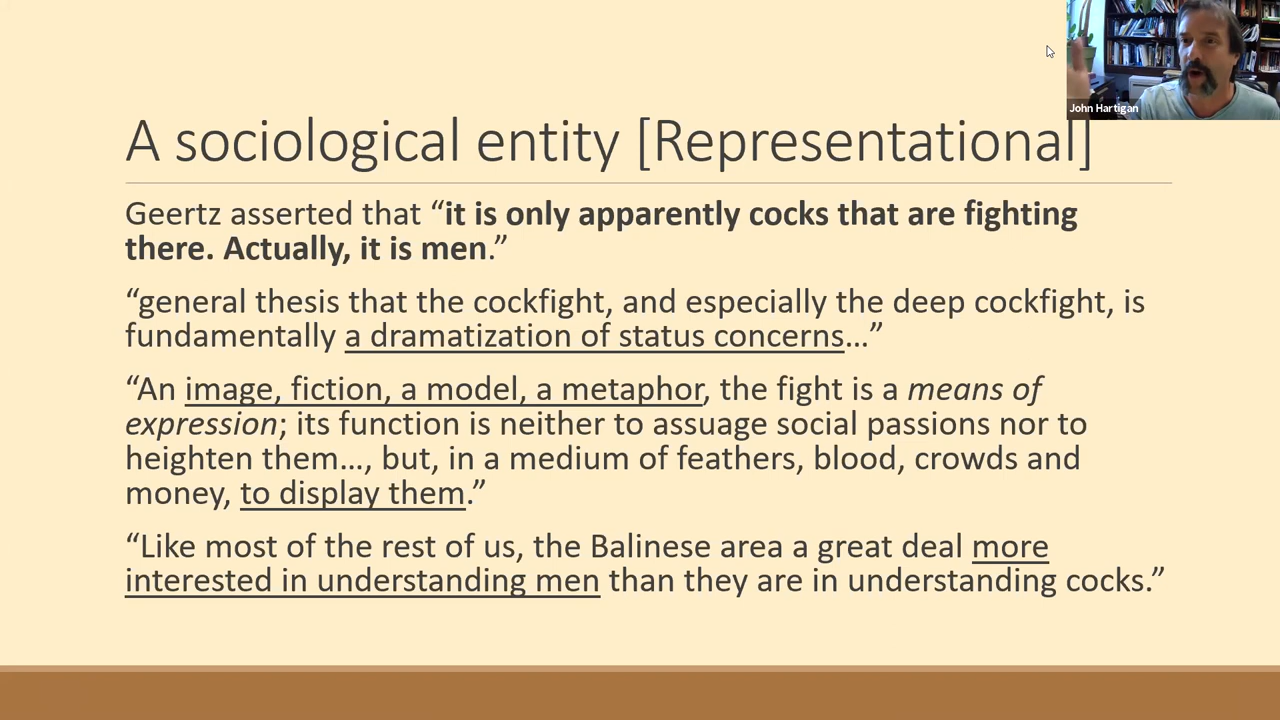 John Hartigan
A sociological entity [Representational]
Geertz asserted that “it is only apparently cocks that are fighting
there. Actually, it is men.”
“general thesis that the cockfight, and especially the deep cockfight, is
fundamentally a dramatization of status concerns…”
“An image, fiction, a model, a metaphor, the fight is a means of
expression; its function is neither to assuage social passions nor to
heighten them…, but, in a medium of feathers, blood, crowds and
money, to display them.”
“Like most of the rest of us, the Balinese area a great deal more
interested in understanding men than they are in understanding cocks.”